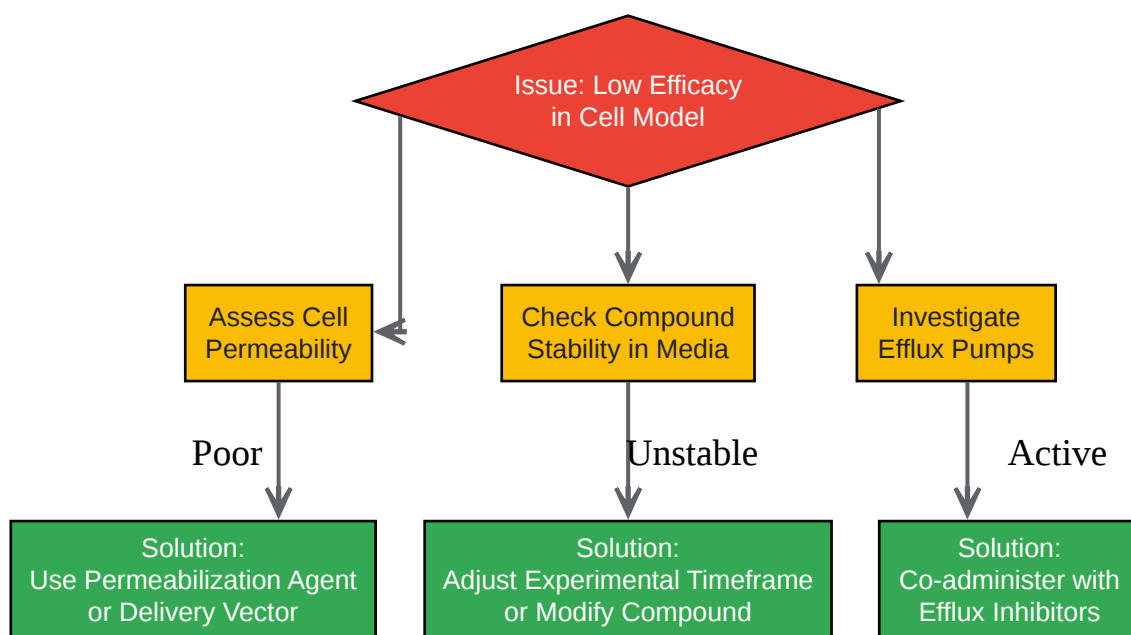 Issue: Low Efficacy
in Cell Model
Assess Cell
Permeability
Check Compound
Stability in Media
Investigate
Efflux Pumps
Poor
Unstable
Active
Solution:
Use Permeabilization Agent
or Delivery Vector
Solution:
Adjust Experimental Timeframe
or Modify Compound
Solution:
Co-administer with
Efflux Inhibitors